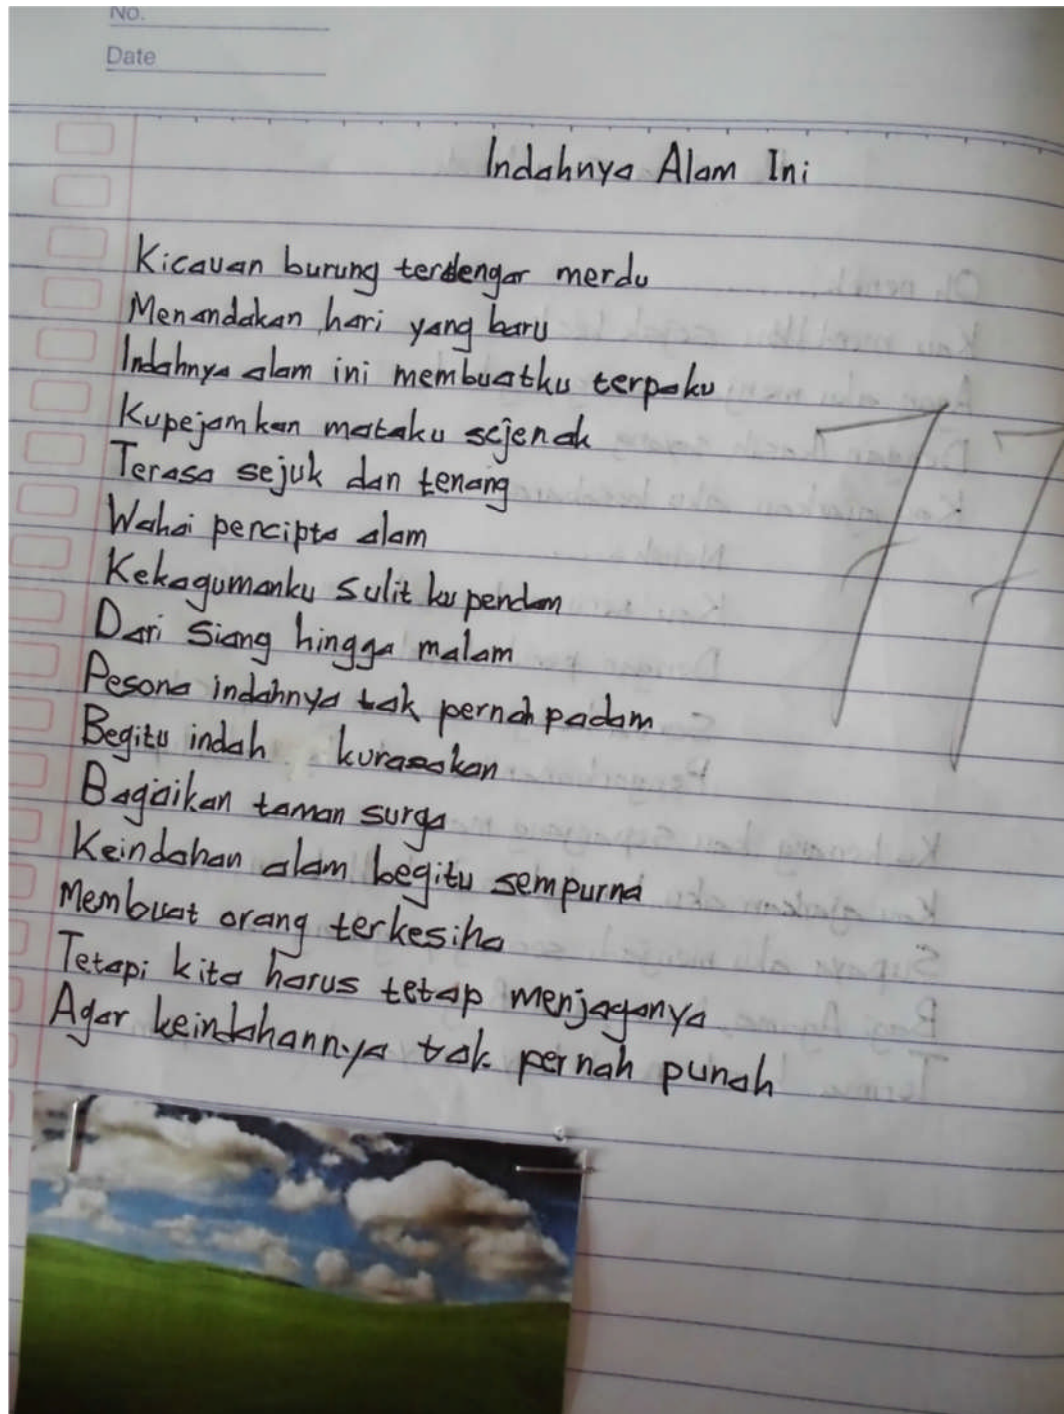 No.
Date
Indahnya Alam Ini
Kicauan burung terdengar merdu
Menandakan hari yang baru
Indahnya alam ini membuatku terpaku
Kupejamkan mataku sejenak
Terasa sejuk dan tenang
Wahai pencipta alam
Kekagumanku sulit ku pendam
Dari siang hingga malam
Pesona indahnya tak pernah padam
Begitu indah kurasakan
Bagaikan taman surga
Keindahan alam begitu sempurna
Membuat orang terkesiha
Tetapi kita harus tetap menjaganya
Agar keindahannya tak pernah punah
77